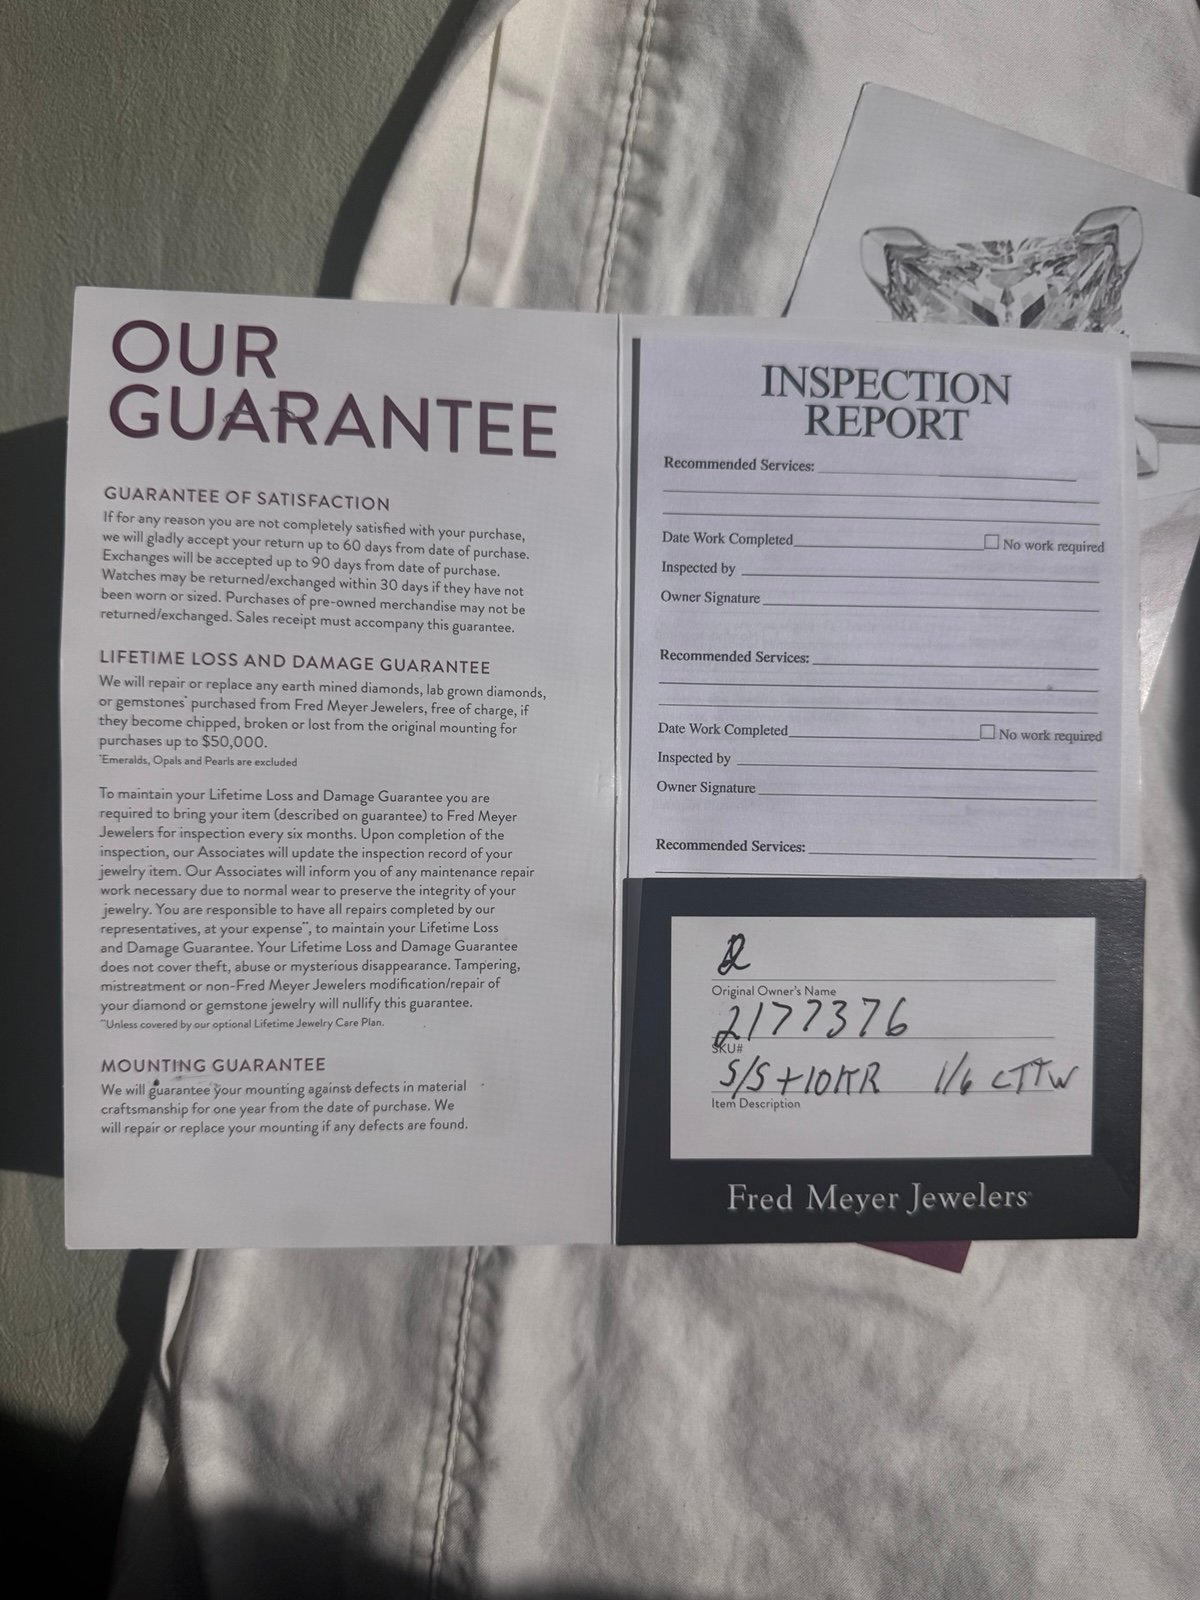 OUR
GUARANTEE
GUARANTEE OF SATISFACTION
If for any reason you are not completely satisfied with your purchase,
we will gladly accept your return up to 60 days from date of purchase.
Exchanges will be accepted up to 90 days from date of purchase.
Watches may be returned/exchanged within 30 days if they have not
been worn or sized. Purchases of pre-owned merchandise may not be
returned/exchanged. Sales receipt must accompany this guarantee.
LIFETIME LOSS AND DAMAGE GUARANTEE
We will repair or replace any earth mined diamonds, lab grown diamonds,
or gemstones* purchased from Fred Meyer Jewelers, free of charge, if
they become chipped, broken or lost from the original mounting for
purchases up to $50,000.
*Emeralds, Opals and Pearls are excluded
To maintain your Lifetime Loss and Damage Guarantee you are
required to bring your item (described on guarantee) to Fred Meyer
Jewelers for inspection every six months. Upon completion of the
inspection, our Associates will update the inspection record of your
jewelry item. Our Associates will inform you of any maintenance repair
work necessary due to normal wear to preserve the integrity of your
jewelry. You are responsible to have all repairs completed by our
representatives, at your expense**, to maintain your Lifetime Loss
and Damage Guarantee. Your Lifetime Loss and Damage Guarantee
does not cover theft, abuse or mysterious disappearance. Tampering,
mistreatment or non-Fred Meyer Jewelers modification/repair of
your diamond or gemstone jewelry will nullify this guarantee.
**Unless covered by our optional Lifetime Jewelry Care Plan.
MOUNTING GUARANTEE
We will guarantee your mounting against defects in material
craftsmanship for one year from the date of purchase. We
will repair or replace your mounting if any defects are found.
INSPECTION
REPORT
Recommended Services:
Date Work Completed No work required
Inspected by
Owner Signature
Recommended Services:
Date Work Completed No work required
Inspected by
Owner Signature
Recommended Services:
Original Owner's Name
2177376
SKU#
S/S + 10KR 1/6 CTTW
Item Description
Fred Meyer Jewelers